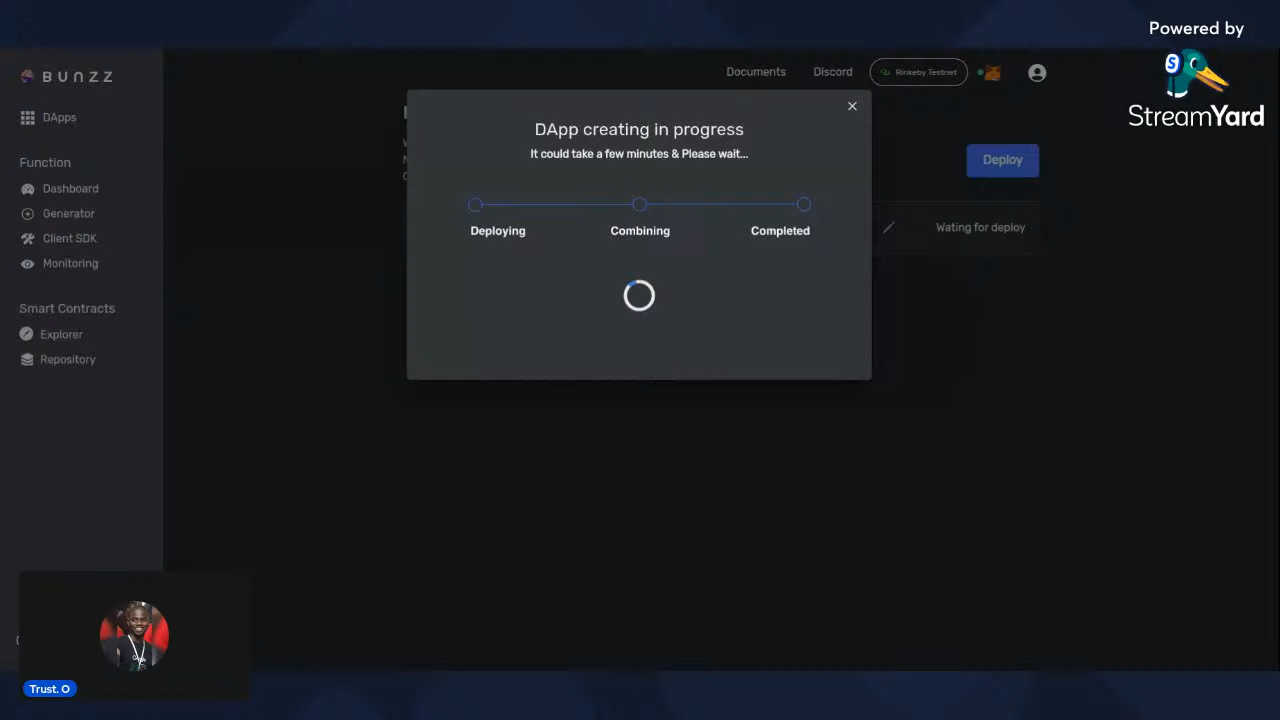 Powered by
StreamYard
BUNZZ
Documents
Discord
Rinkeby Testnet
DApps
Function
Dashboard
Generator
Client SDK
Monitoring
Smart Contracts
Explorer
Repository
DApp creating in progress
It could take a few minutes & Please wait...
Deploying
Combining
Completed
Deploy
Wating for deploy
Trust. O